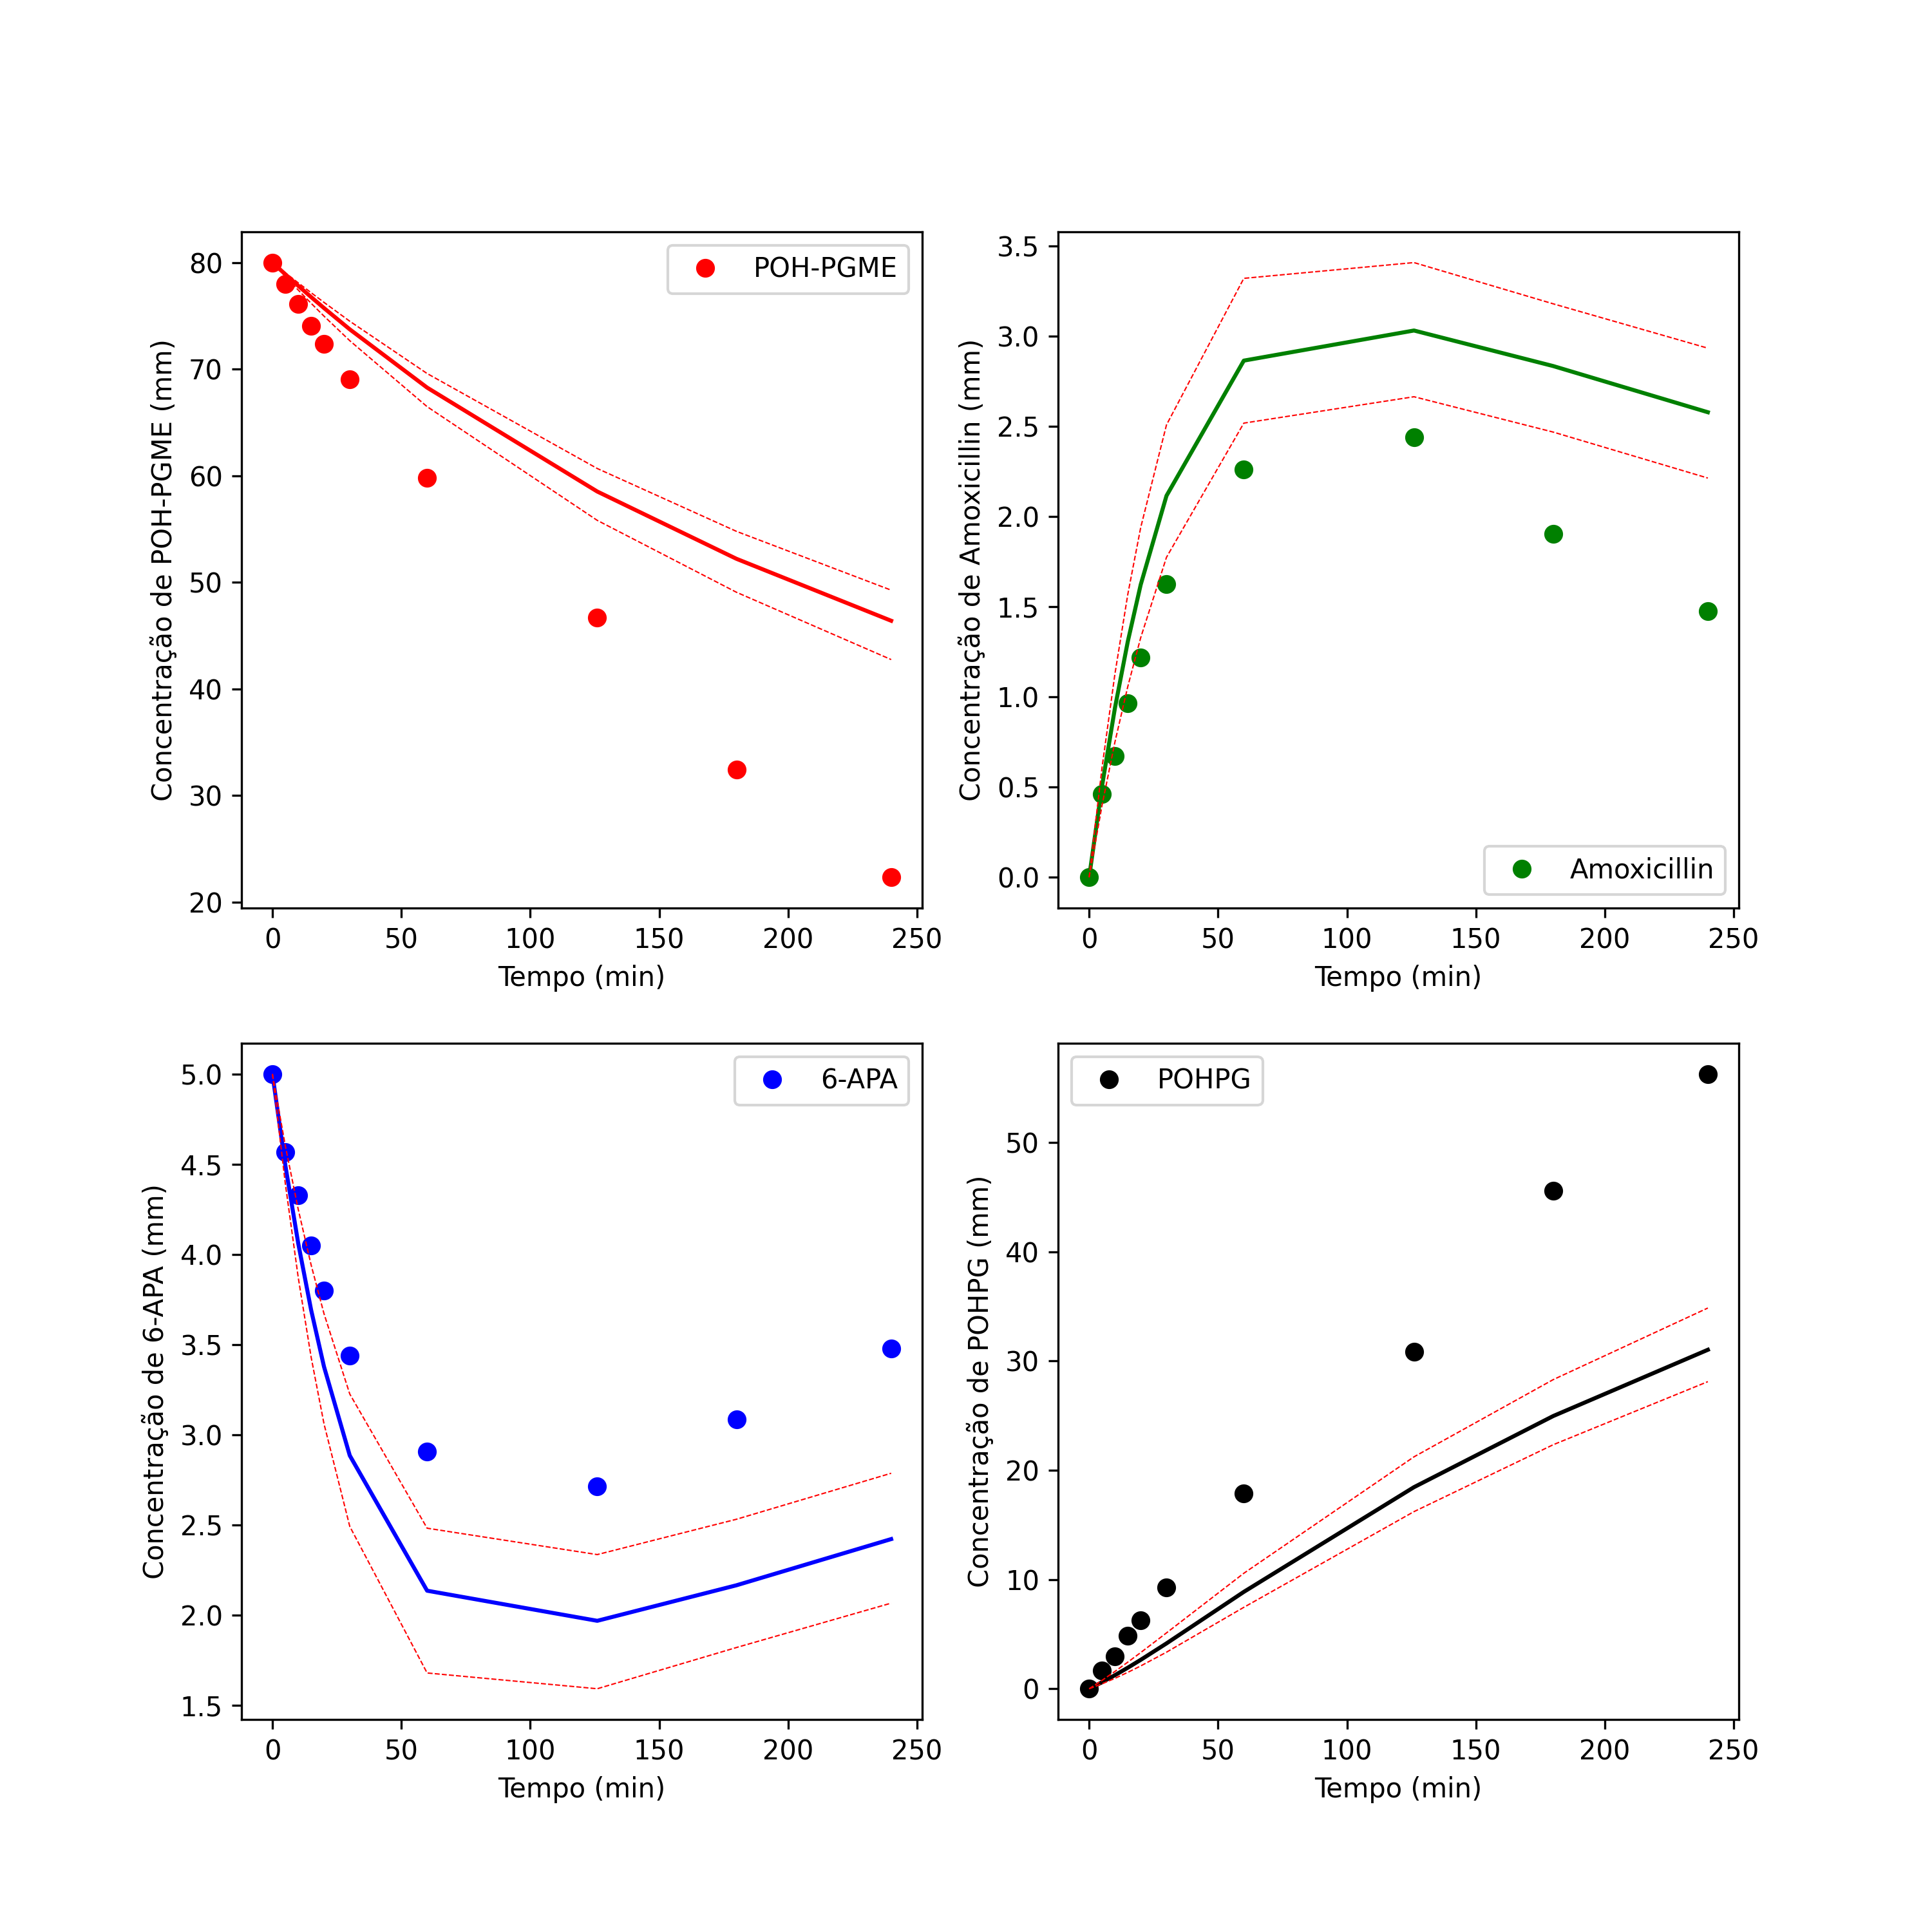 Concentração de POH-PGME (mm)
80
70
60
50
40
30
20
POH-PGME
0 50 100 150 200 250
Tempo (min)
Concentração de Amoxicillin (mm)
3.5
3.0
2.5
2.0
1.5
1.0
0.5
0.0
Amoxicillin
0 50 100 150 200 250
Tempo (min)
Concentração de 6-APA (mm)
5.0
4.5
4.0
3.5
3.0
2.5
2.0
1.5
6-APA
0 50 100 150 200 250
Tempo (min)
Concentração de POHPG (mm)
50
40
30
20
10
0
POHPG
0 50 100 150 200 250
Tempo (min)